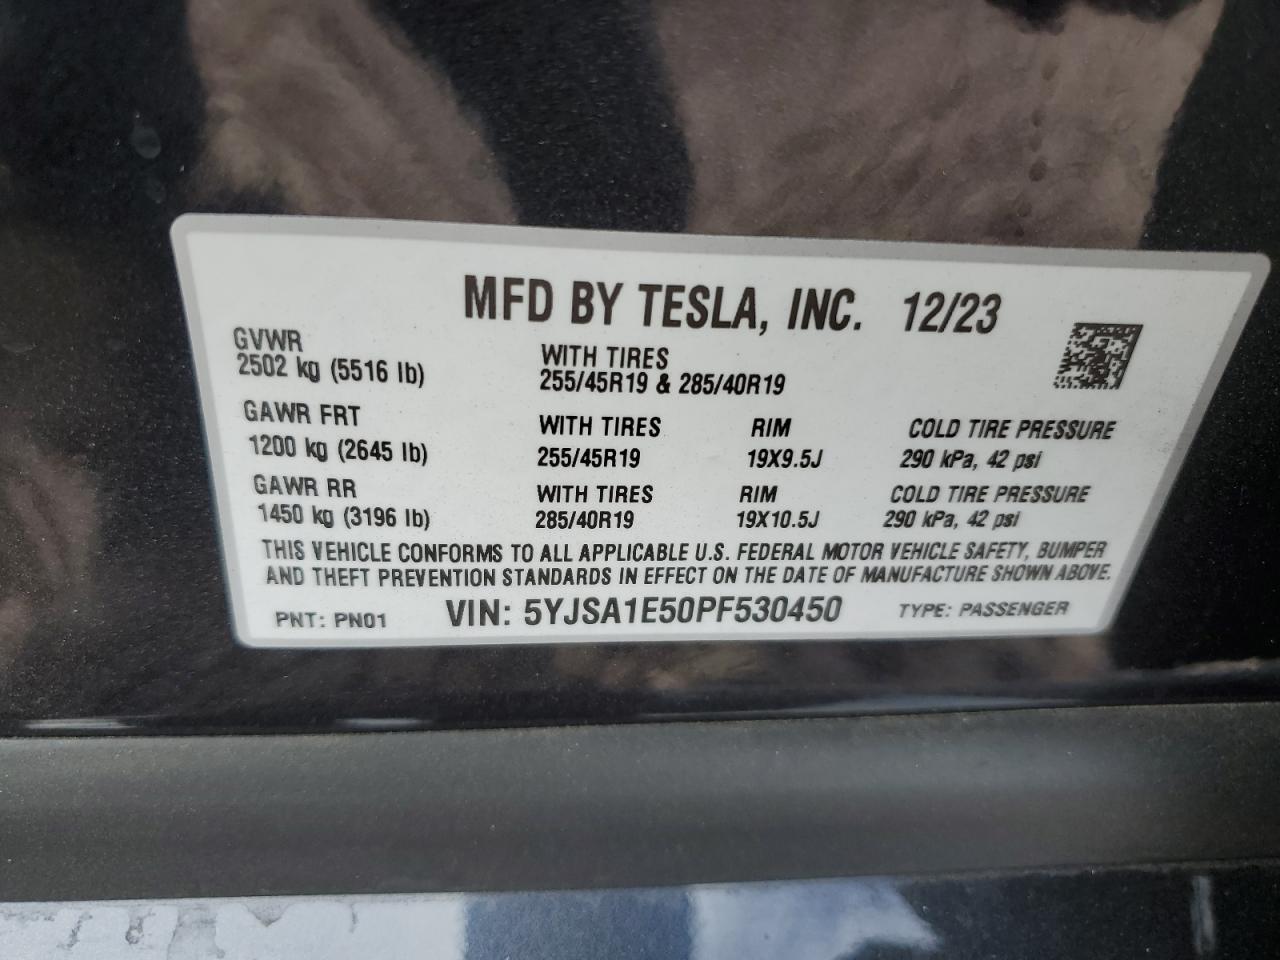 MFD BY TESLA, INC. 12/23
GVWR
2502 kg (5516 lb)
WITH TIRES
255/45R19 & 285/40R19
GAWR FRT WITH TIRES RIM COLD TIRE PRESSURE
1200 kg (2645 lb) 255/45R19 19X9.5J 290 kPa, 42 psi
GAWR RR WITH TIRES RIM COLD TIRE PRESSURE
1450 kg (3196 lb) 285/40R19 19X10.5J 290 kPa, 42 psi
THIS VEHICLE CONFORMS TO ALL APPLICABLE U.S. FEDERAL MOTOR VEHICLE SAFETY, BUMPER
AND THEFT PREVENTION STANDARDS IN EFFECT ON THE DATE OF MANUFACTURE SHOWN ABOVE.
PNT: PN01 VIN: 5YJSA1E50PF530450 TYPE: PASSENGER